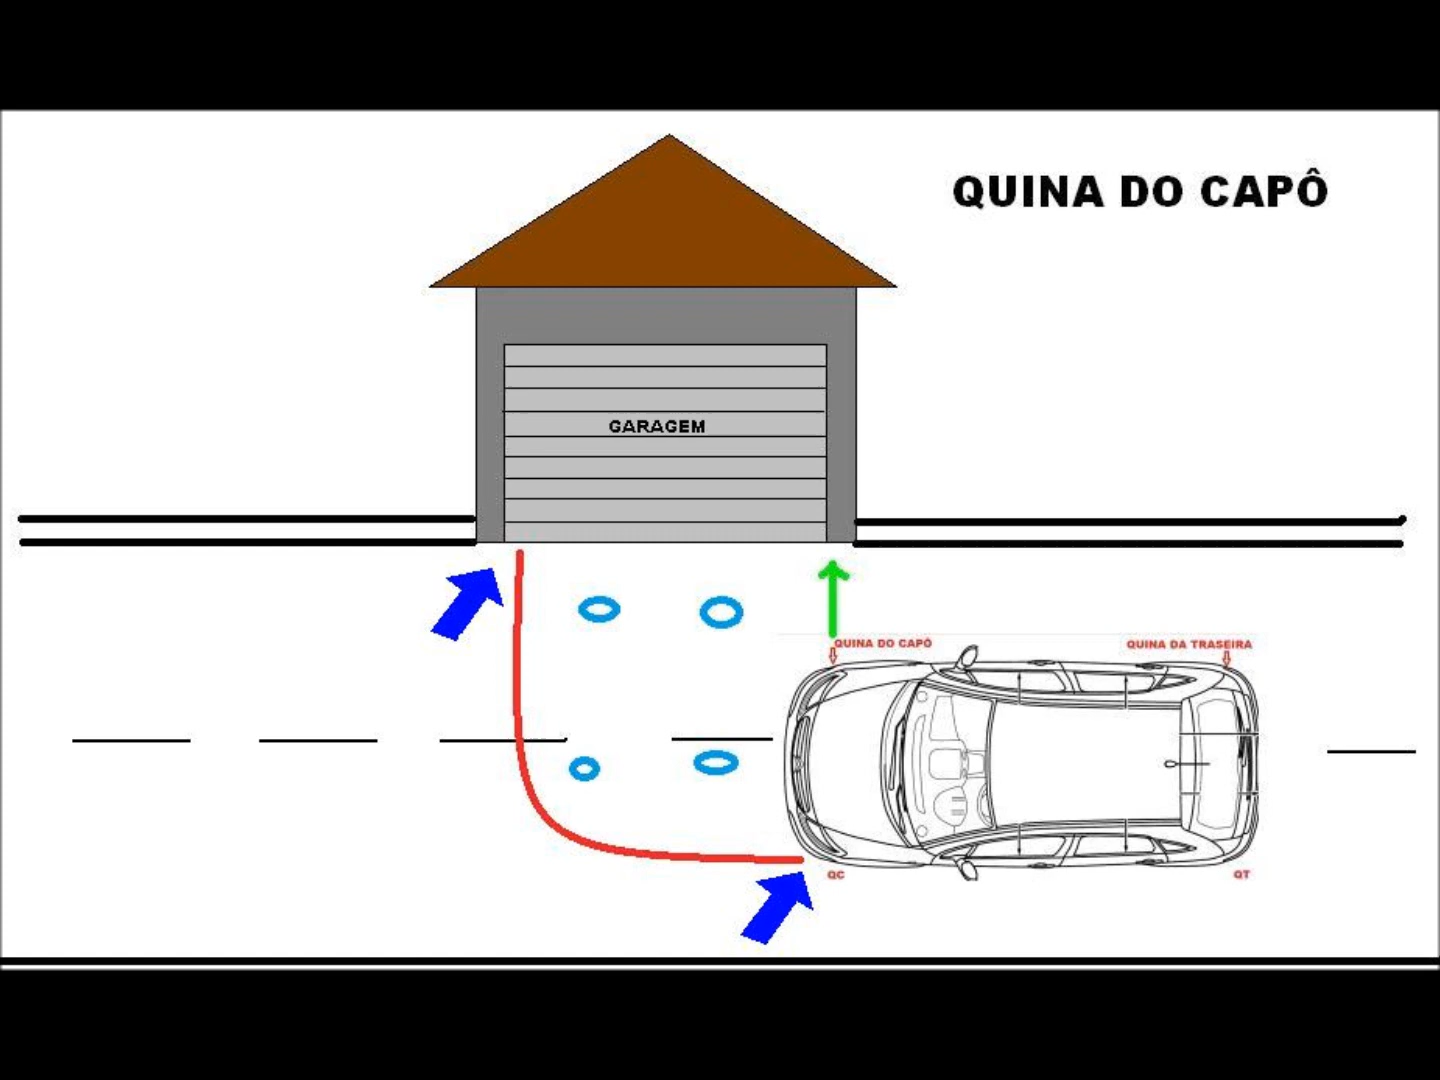 QUINA DO CAPÔ
GARAGEM
QUINA DO CAPÔ
QUINA DA TRASEIRA
QC
QT